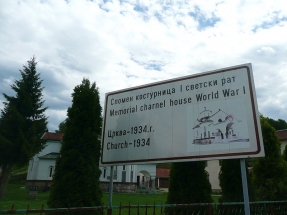 Спомен костурница I светски рат
Memorial charnel house World War I
Црква-1934.г.
Church-1934